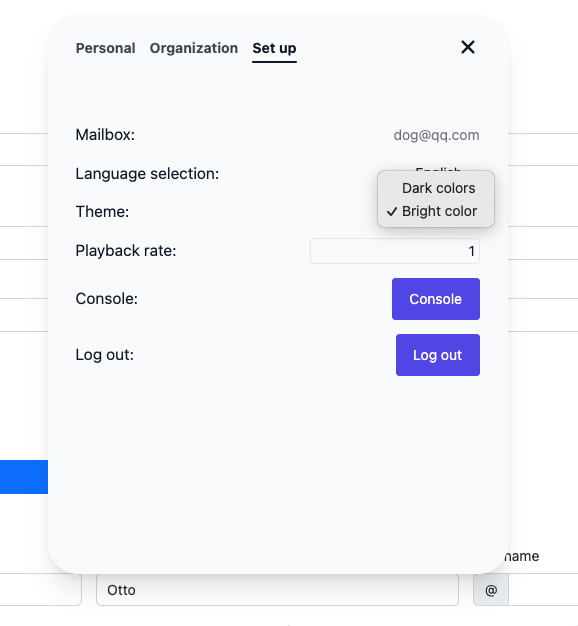 Personal Organization Set up
Mailbox: dog@qq.com
Language selection: English
Dark colors
Theme: ✓ Bright color
Playback rate: 1
Console: Console
Log out: Log out
name
Otto @